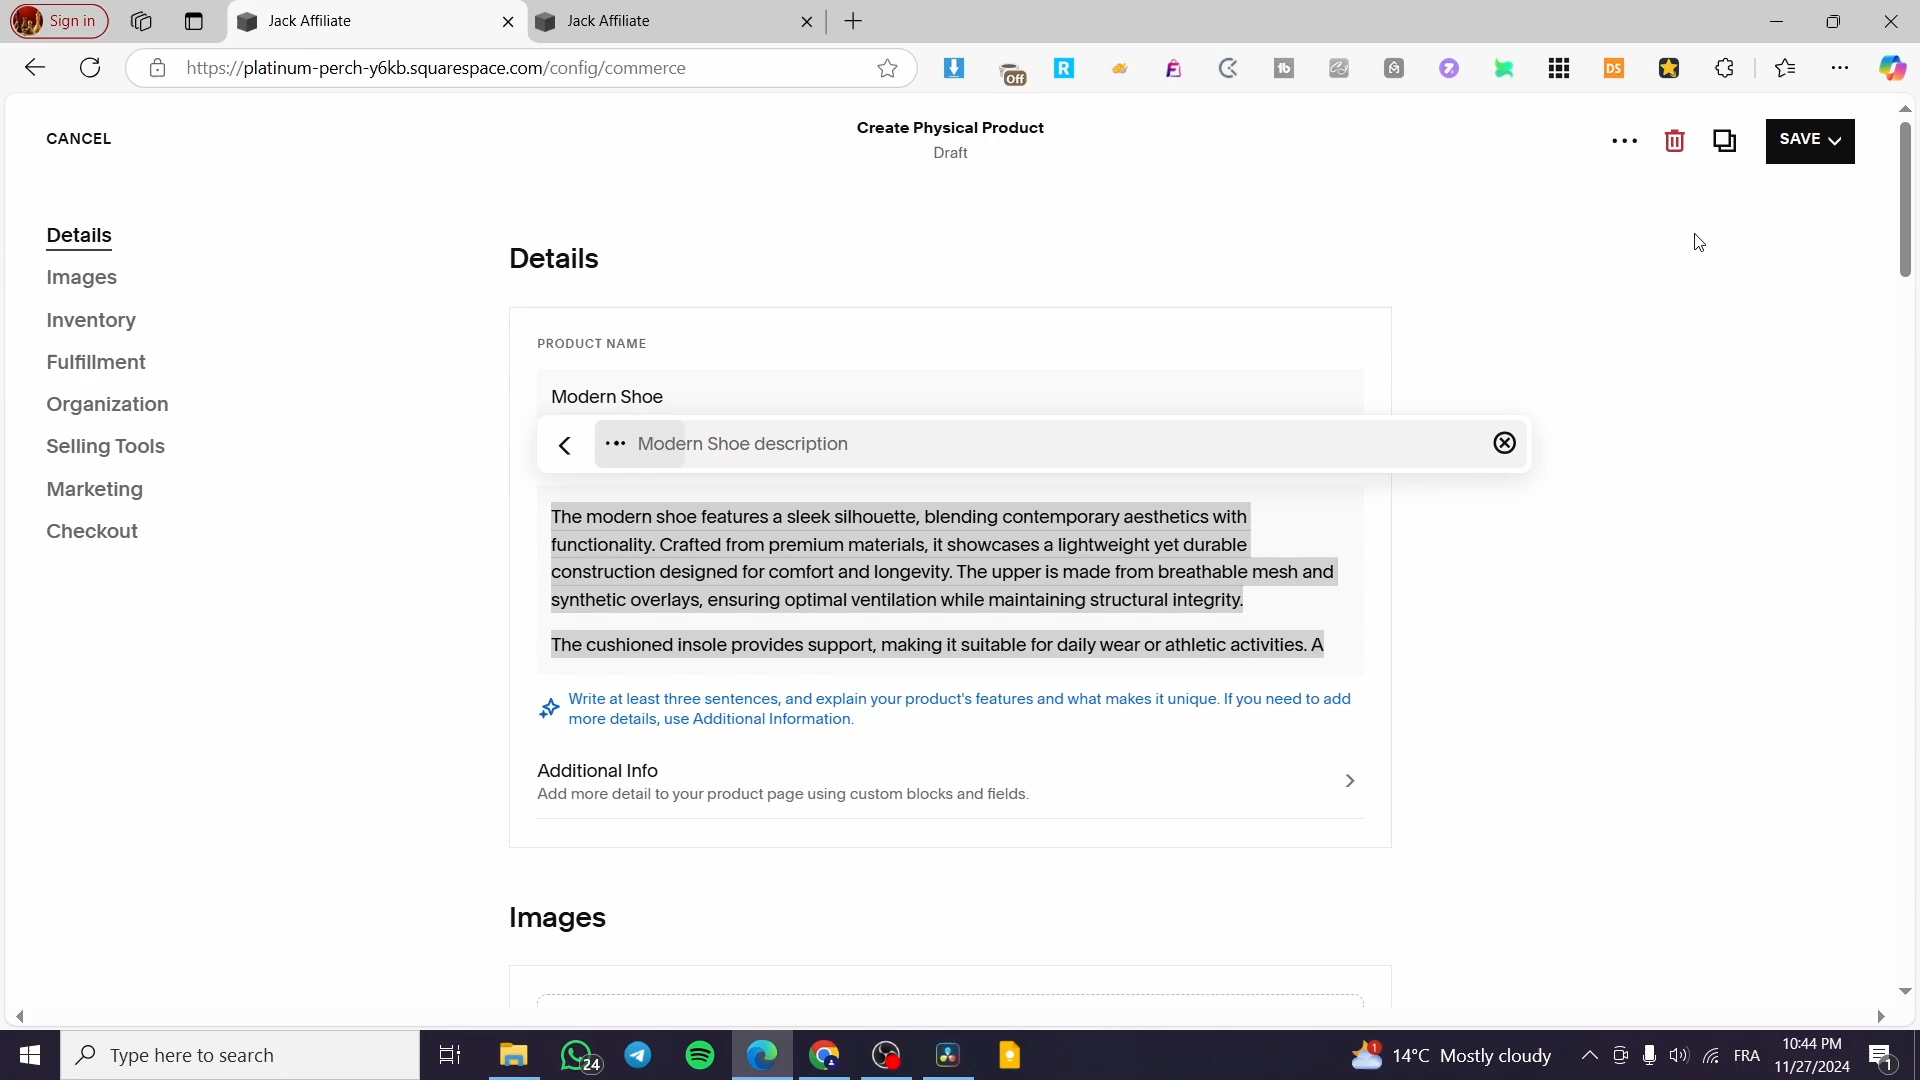 Sign in
Jack Affiliate
Jack Affiliate
https://platinum-perch-y6kb.squarespace.com/config/commerce
Off
R
tb
DS
CANCEL
Create Physical Product
Draft
SAVE
Details
Images
Inventory
Fulfillment
Organization
Selling Tools
Marketing
Checkout
Details
PRODUCT NAME
Modern Shoe
Modern Shoe description
The modern shoe features a sleek silhouette, blending contemporary aesthetics with
functionality. Crafted from premium materials, it showcases a lightweight yet durable
construction designed for comfort and longevity. The upper is made from breathable mesh and
synthetic overlays, ensuring optimal ventilation while maintaining structural integrity.
The cushioned insole provides support, making it suitable for daily wear or athletic activities. A
Write at least three sentences, and explain your product's features and what makes it unique. If you need to add
more details, use Additional Information.
Additional Info
Add more detail to your product page using custom blocks and fields.
Images
Type here to search
24
1
14°C Mostly cloudy
FRA
10:44 PM
11/27/2024
1